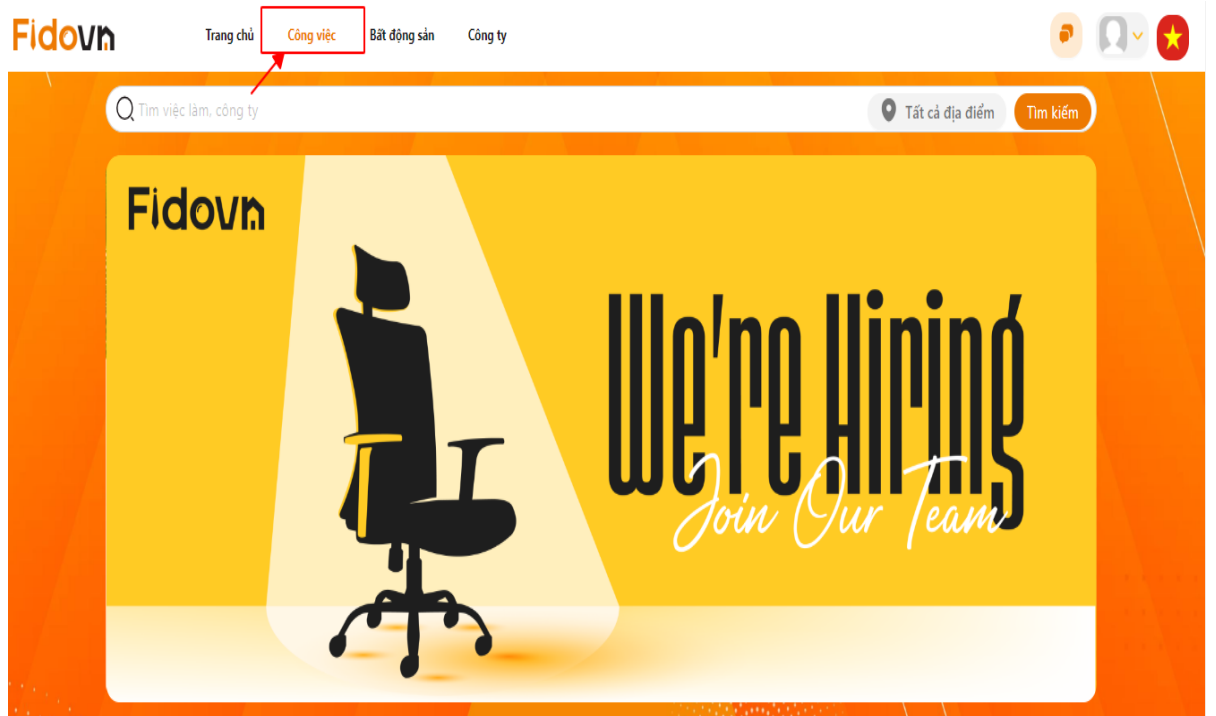 Fidovn
Trang chủ Công việc Bất động sản Công ty
Tìm việc làm, công ty
Tất cả địa điểm
Tìm kiếm
Fidovn
We're Hiring
Join Our Team